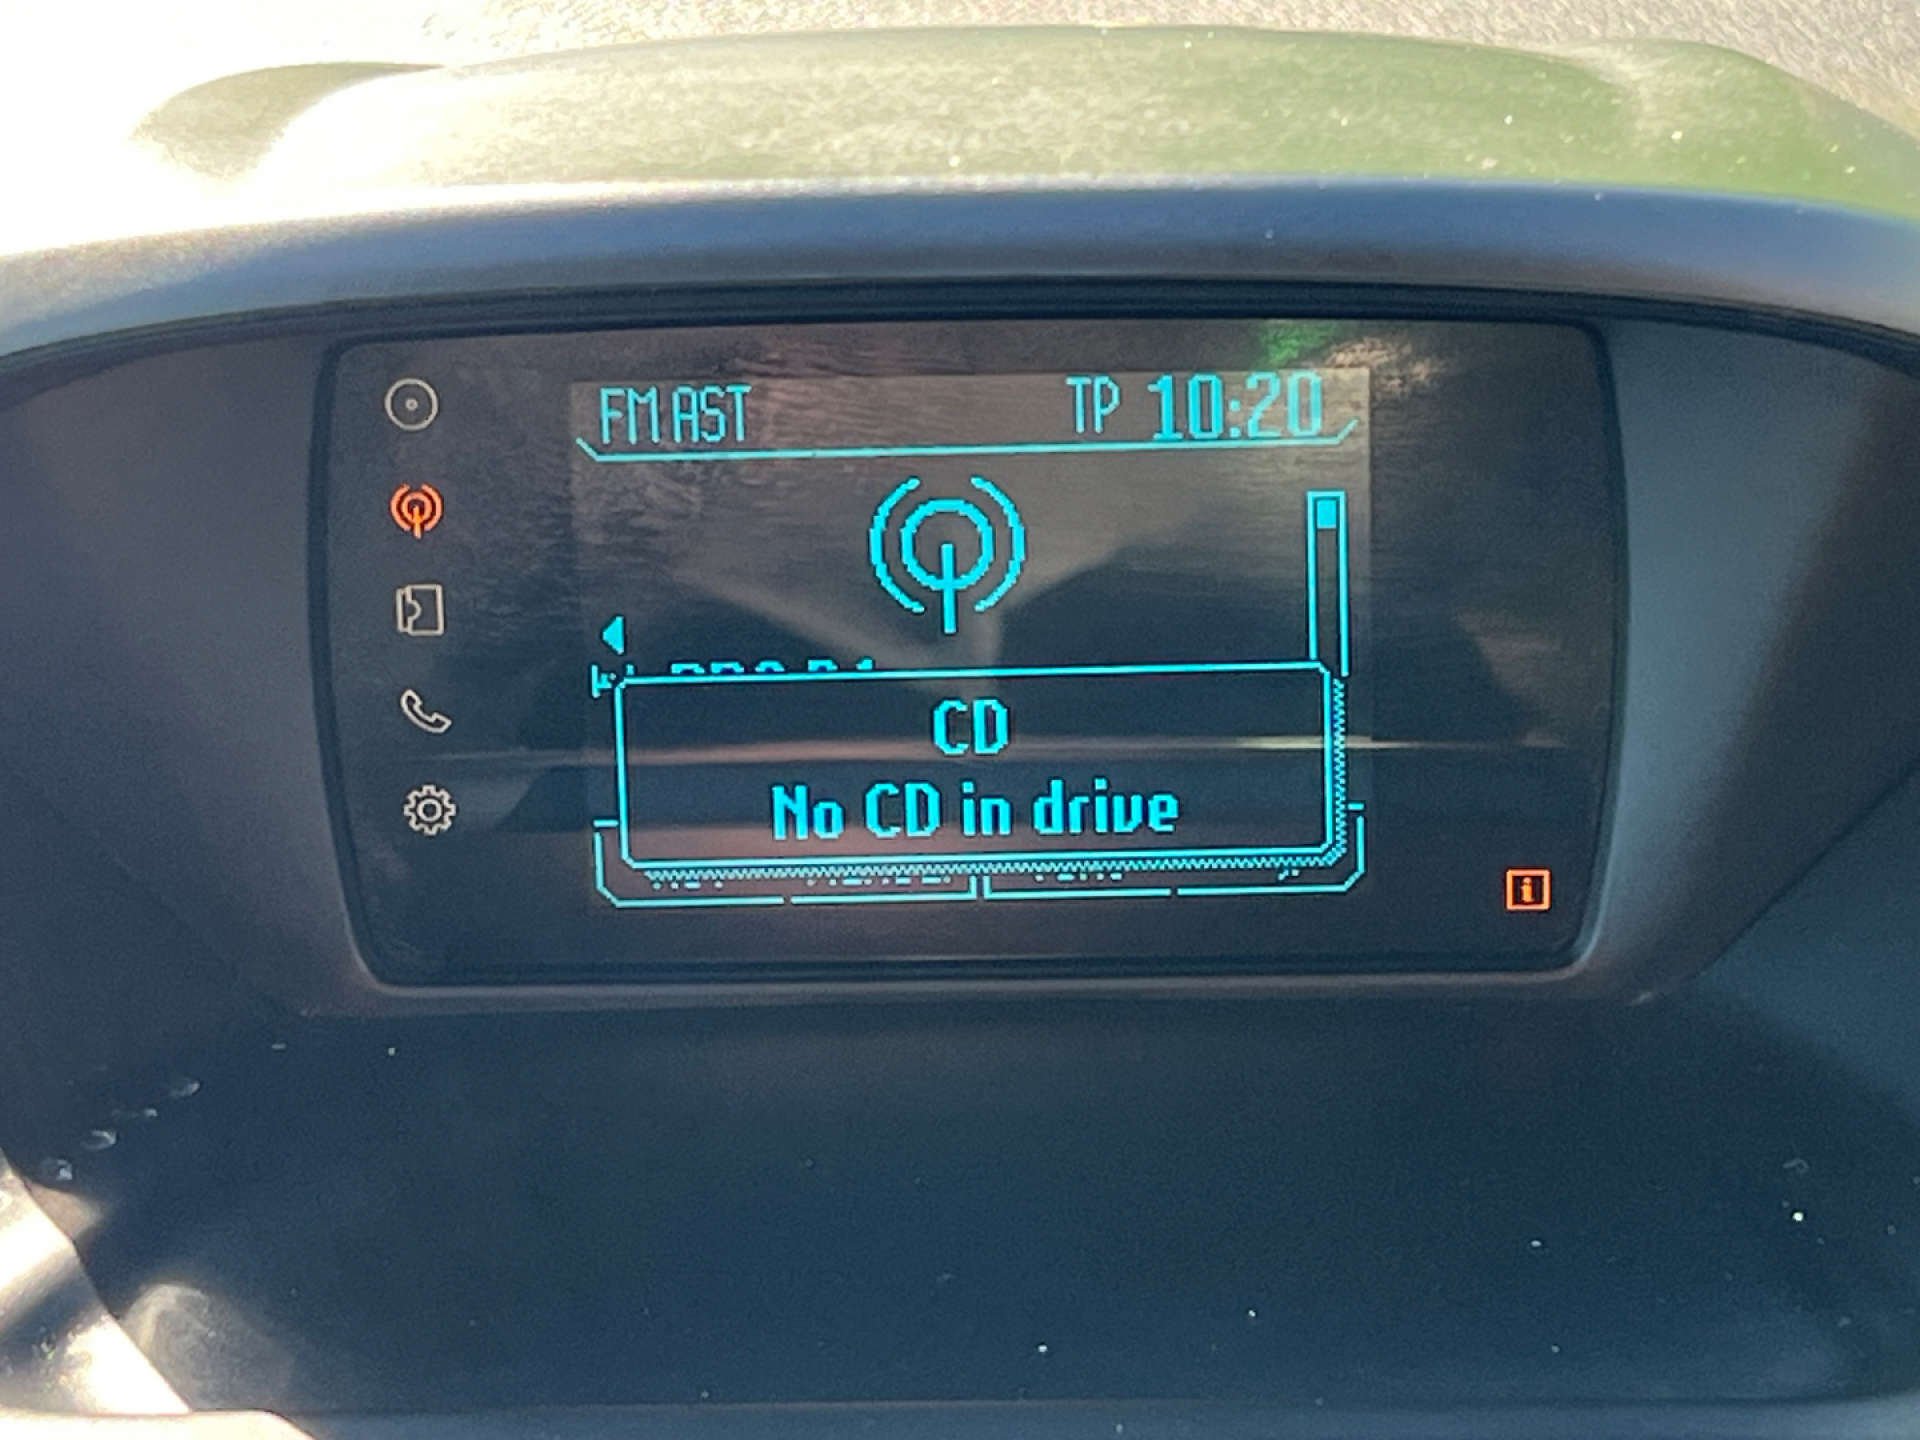 FM AST
TP 10:20
CD
No CD in drive